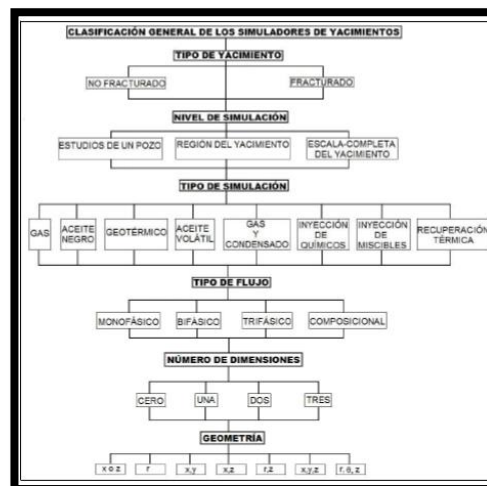 CLASIFICACIÓN GENERAL DE LOS SIMULADORES DE YACIMIENTOS
TIPO DE YACIMIENTO
NO FRACTURADO
FRACTURADO
NIVEL DE SIMULACIÓN
ESTUDIOS DE UN POZO
REGIÓN DEL YACIMIENTO
ESCALA-COMPLETA
DEL YACIMIENTO
TIPO DE SIMULACIÓN
GAS
ACEITE
NEGRO
GEOTÉRMICO
ACEITE
VOLÁTIL
GAS
Y
CONDENSADO
INYECCIÓN
DE
QUÍMICOS
INYECCIÓN
DE
MISCIBLES
RECUPERACIÓN
TÉRMICA
TIPO DE FLUJO
MONOFÁSICO
BIFÁSICO
TRIFÁSICO
COMPOSICIONAL
NÚMERO DE DIMENSIONES
CERO
UNA
DOS
TRES
GEOMETRÍA
x o z
r
x,y
x,z
r,z
x,y,z
r, θ, z